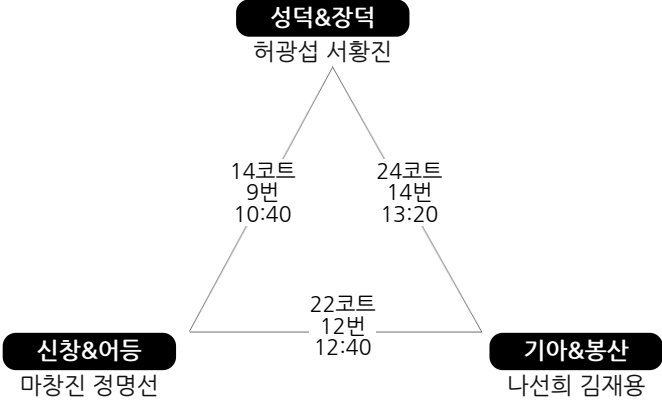 성덕&장덕
허광섭 서황진
14코트
9번
10:40
24코트
14번
13:20
22코트
12번
12:40
신창&어등
마창진 정명선
기아&봉산
나선희 김재용